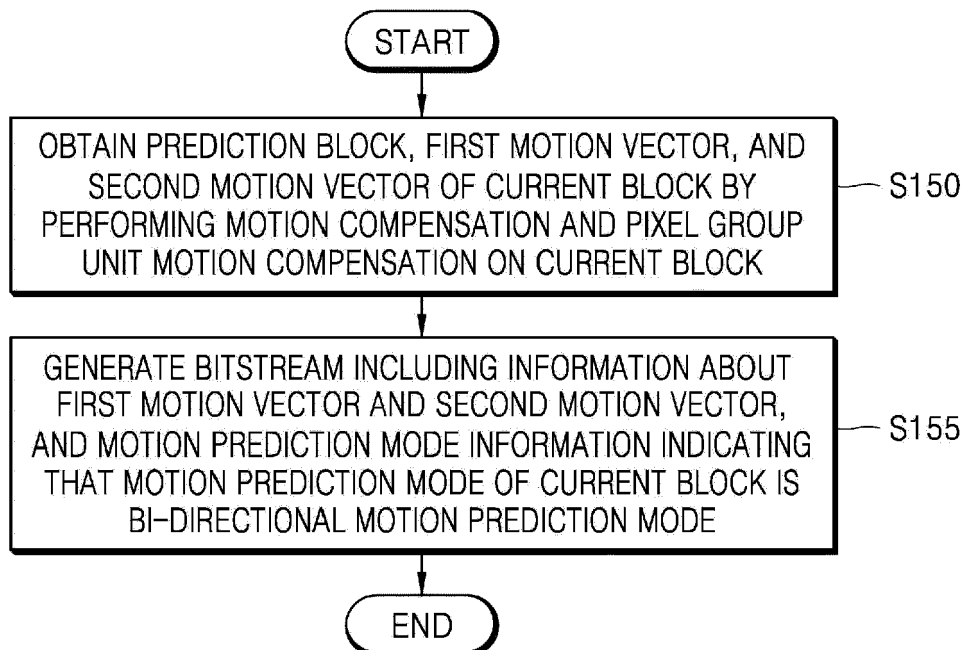 START
OBTAIN PREDICTION BLOCK, FIRST MOTION VECTOR, AND
SECOND MOTION VECTOR OF CURRENT BLOCK BY
PERFORMING MOTION COMPENSATION AND PIXEL GROUP
UNIT MOTION COMPENSATION ON CURRENT BLOCK
S150
GENERATE BITSTREAM INCLUDING INFORMATION ABOUT
FIRST MOTION VECTOR AND SECOND MOTION VECTOR,
AND MOTION PREDICTION MODE INFORMATION INDICATING
THAT MOTION PREDICTION MODE OF CURRENT BLOCK IS
BI-DIRECTIONAL MOTION PREDICTION MODE
S155
END